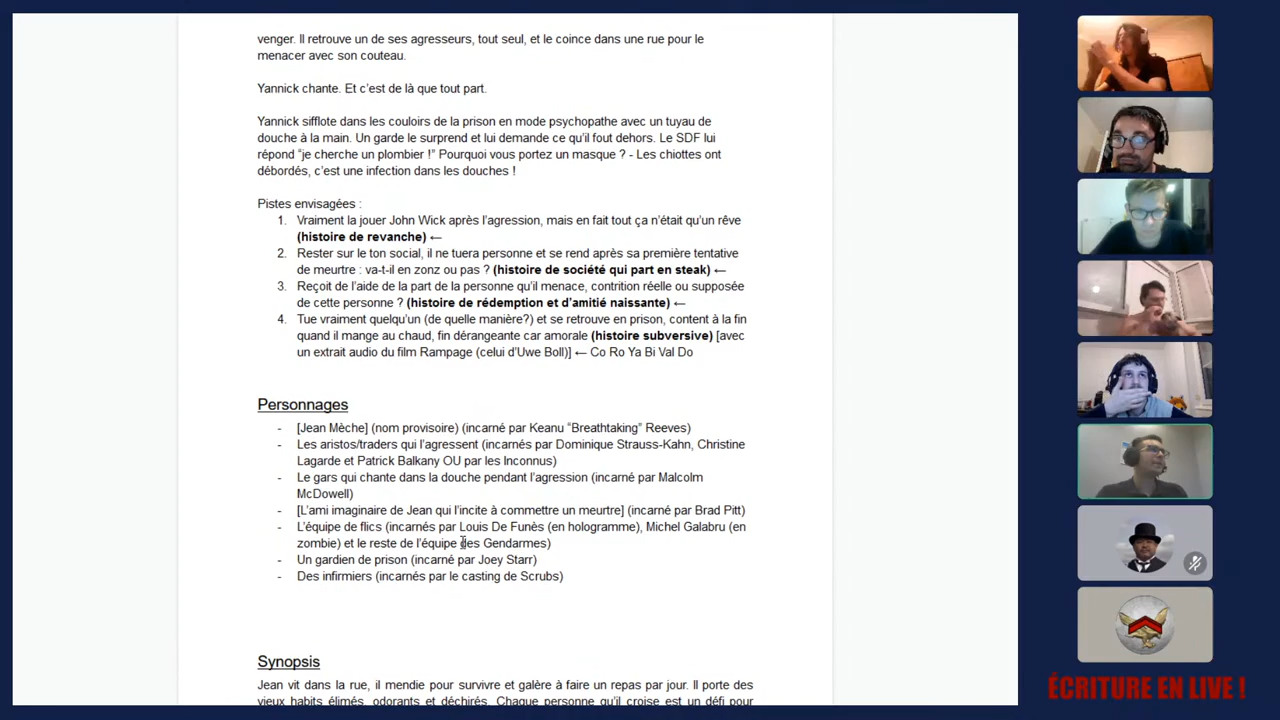 venger. Il retrouve un de ses agresseurs, tout seul, et le coince dans une rue pour le
menacer avec son couteau.
Yannick chante. Et c'est de là que tout part.
Yannick sifflote dans les couloirs de la prison en mode psychopathe avec un tuyau de
douche à la main. Un garde le surprend et lui demande ce qu'il fout dehors. Le SDF lui
répond "je cherche un plombier !" Pourquoi vous portez un masque ? - Les chiottes ont
débordés, c'est une infection dans les douches !
Pistes envisagées :
1. Vraiment la jouer John Wick après l'agression, mais en fait tout ça n'était qu'un rêve
(histoire de revanche) ←
2. Rester sur le ton social, il ne tuera personne et se rend après sa première tentative
de meurtre : va-t-il en zonz ou pas ? (histoire de société qui part en steak) ←
3. Reçoit de l'aide de la part de la personne qu'il menace, contrition réelle ou supposée
de cette personne ? (histoire de rédemption et d'amitié naissante) ←
4. Tue vraiment quelqu'un (de quelle manière?) et se retrouve en prison, content à la fin
quand il mange au chaud, fin dérangeante car amorale (histoire subversive) [avec
un extrait audio du film Rampage (celui d'Uwe Boll)] ← Co Ro Ya Bi Val Do
Personnages
- [Jean Mèche] (nom provisoire) (incarné par Keanu "Breathtaking" Reeves)
- Les aristos/traders qui l'agressent (incarnés par Dominique Strauss-Kahn, Christine
Lagarde et Patrick Balkany OU par les Inconnus)
- Le gars qui chante dans la douche pendant l'agression (incarné par Malcolm
McDowell)
- [L'ami imaginaire de Jean qui l'incite à commettre un meurtre] (incarné par Brad Pitt)
- L'équipe de flics (incarnés par Louis De Funès (en hologramme), Michel Galabru (en
zombie) et le reste de l'équipe des Gendarmes)
- Un gardien de prison (incarné par Joey Starr)
- Des infirmiers (incarnés par le casting de Scrubs)
Synopsis
Jean vit dans la rue, il mendie pour survivre et galère à faire un repas par jour. Il porte des
vieux habits élimés, odorants et déchirés. Chaque personne qu'il croise est un défi pour
ÉCRITURE EN LIVE !